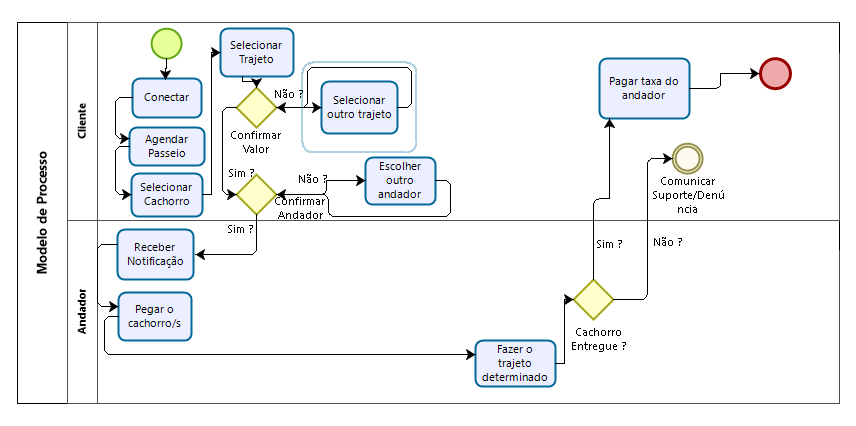 Modelo de Processo
Cliente
Conectar
Agendar
Passeio
Selecionar
Cachorro
Selecionar
Trajeto
Não ?
Confirmar
Valor
Selecionar
outro trajeto
Sim ?
Não ?
Confirmar
Andador
Escolher
outro
andador
Sim ?
Pagar taxa do
andador
Comunicar
Suporte/Denú
ncia
Andador
Receber
Notificação
Pegar o
cachorro/s
Fazer o
trajeto
determinado
Sim ?
Não ?
Cachorro
Entregue ?